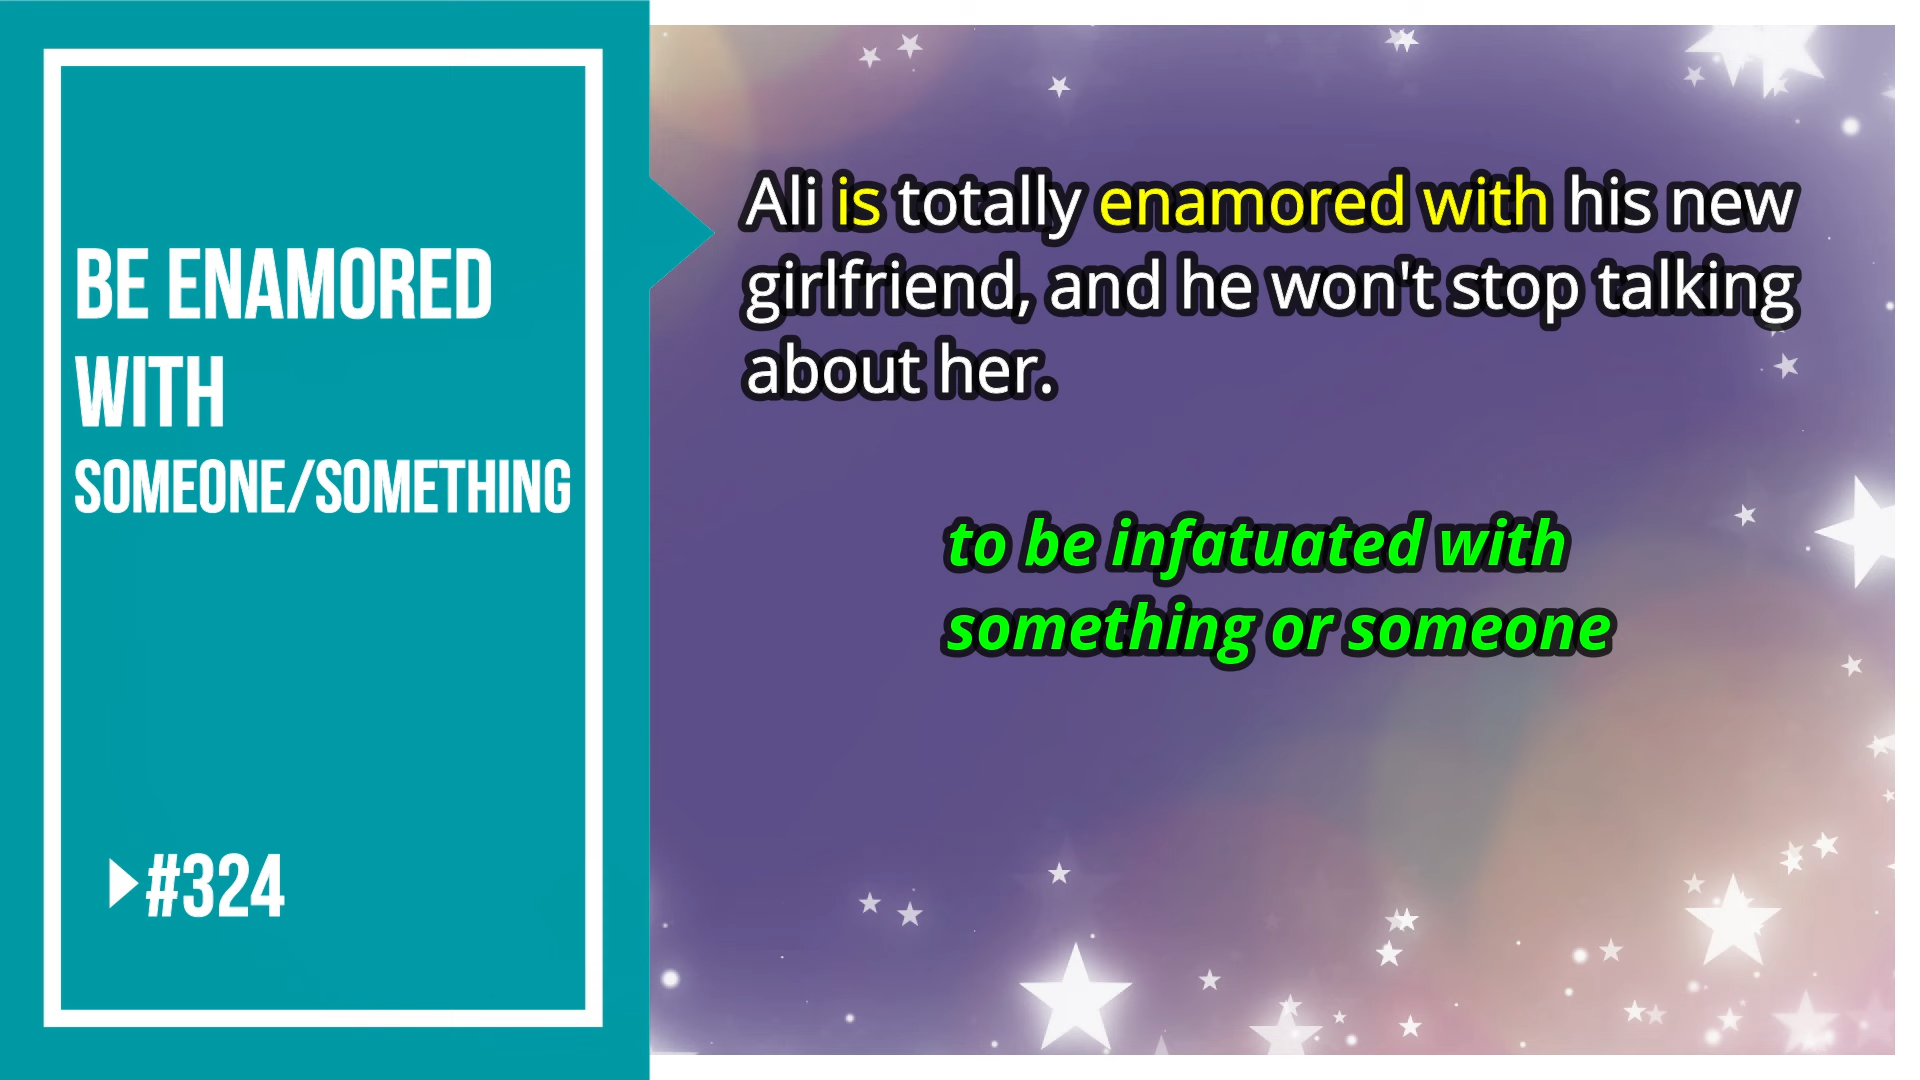 BE ENAMORED
WITH
SOMEONE/SOMETHING
#324
Ali is totally enamored with his new
girlfriend, and he won't stop talking
about her.
to be infatuated with
something or someone